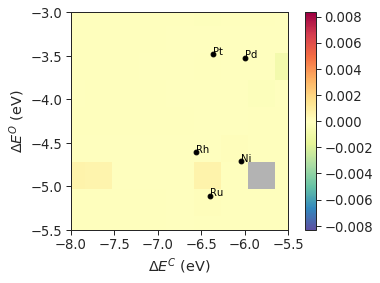 −3.0
−3.5
−4.0
−4.5
−5.0
−5.5
ΔE^O (eV)
Pt
Pd
Rh
Ni
Ru
−8.0 −7.5 −7.0 −6.5 −6.0 −5.5
ΔE^C (eV)
0.008
0.006
0.004
0.002
0.000
−0.002
−0.004
−0.006
−0.008